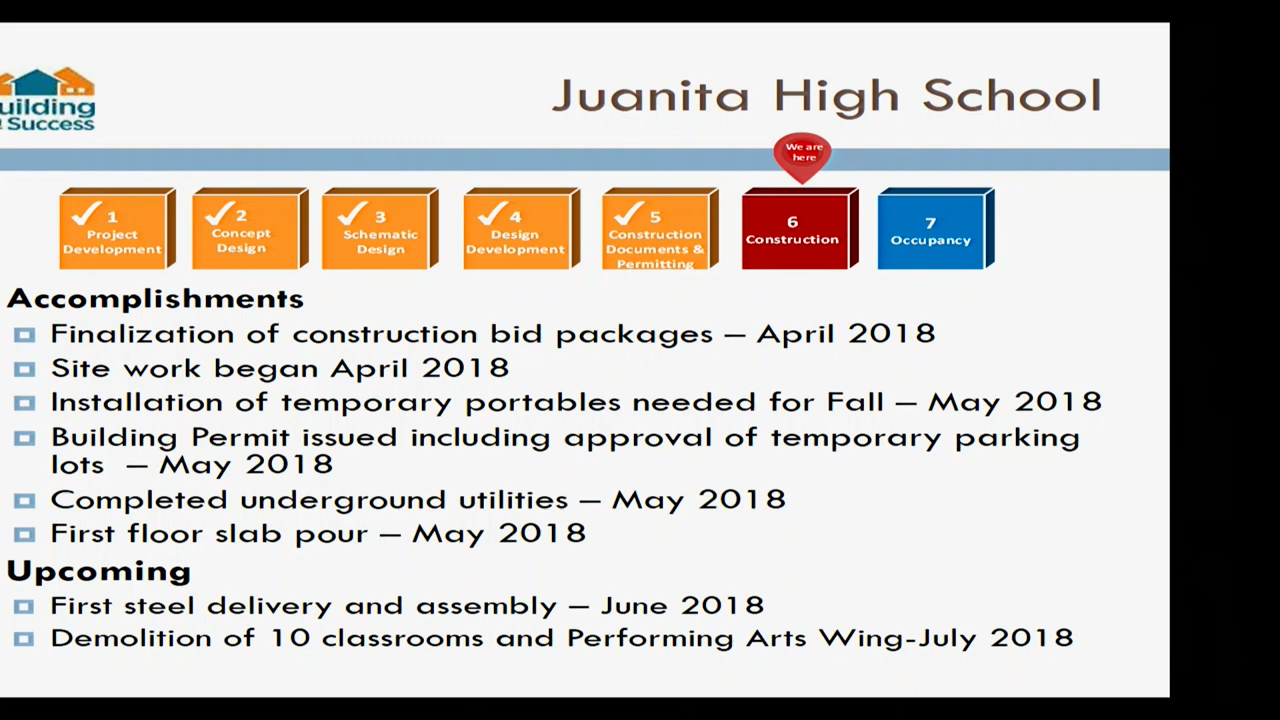 uilding
Success
Juanita High School
We are
here
1
Project
Development
2
Concept
Design
3
Schematic
Design
4
Design
Development
5
Construction
Documents &
Permitting
6
Construction
7
Occupancy
Accomplishments
Finalization of construction bid packages – April 2018
Site work began April 2018
Installation of temporary portables needed for Fall – May 2018
Building Permit issued including approval of temporary parking
lots – May 2018
Completed underground utilities – May 2018
First floor slab pour – May 2018
Upcoming
First steel delivery and assembly – June 2018
Demolition of 10 classrooms and Performing Arts Wing-July 2018